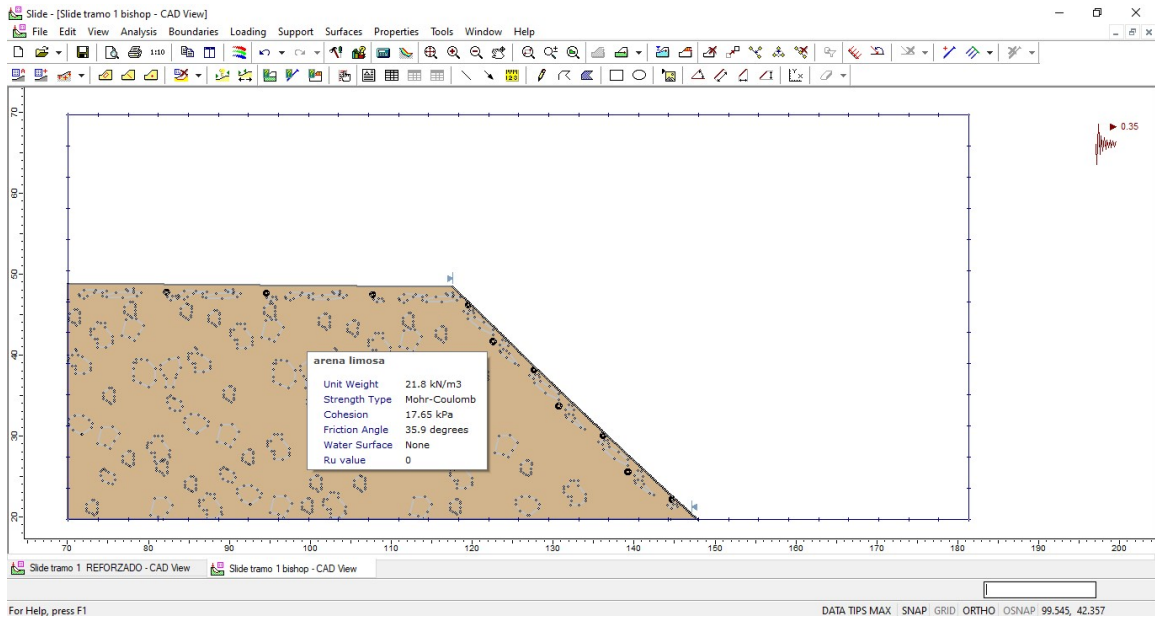 Slide - [Slide tramo 1 bishop - CAD View]
File Edit View Analysis Boundaries Loading Support Surfaces Properties Tools Window Help
1:10
70
0.35
60
50
40
arena limosa
Unit Weight 21.8 kN/m3
Strength Type Mohr-Coulomb
Cohesion 17.65 kPa
Friction Angle 35.9 degrees
Water Surface None
Ru value 0
30
20
70 80 90 100 110 120 130 140 150 160 170 180 190 200
Slide tramo 1 REFORZADO - CAD View Slide tramo 1 bishop - CAD View
For Help, press F1 DATA TIPS MAX SNAP GRID ORTHO OSNAP 99.545, 42.357